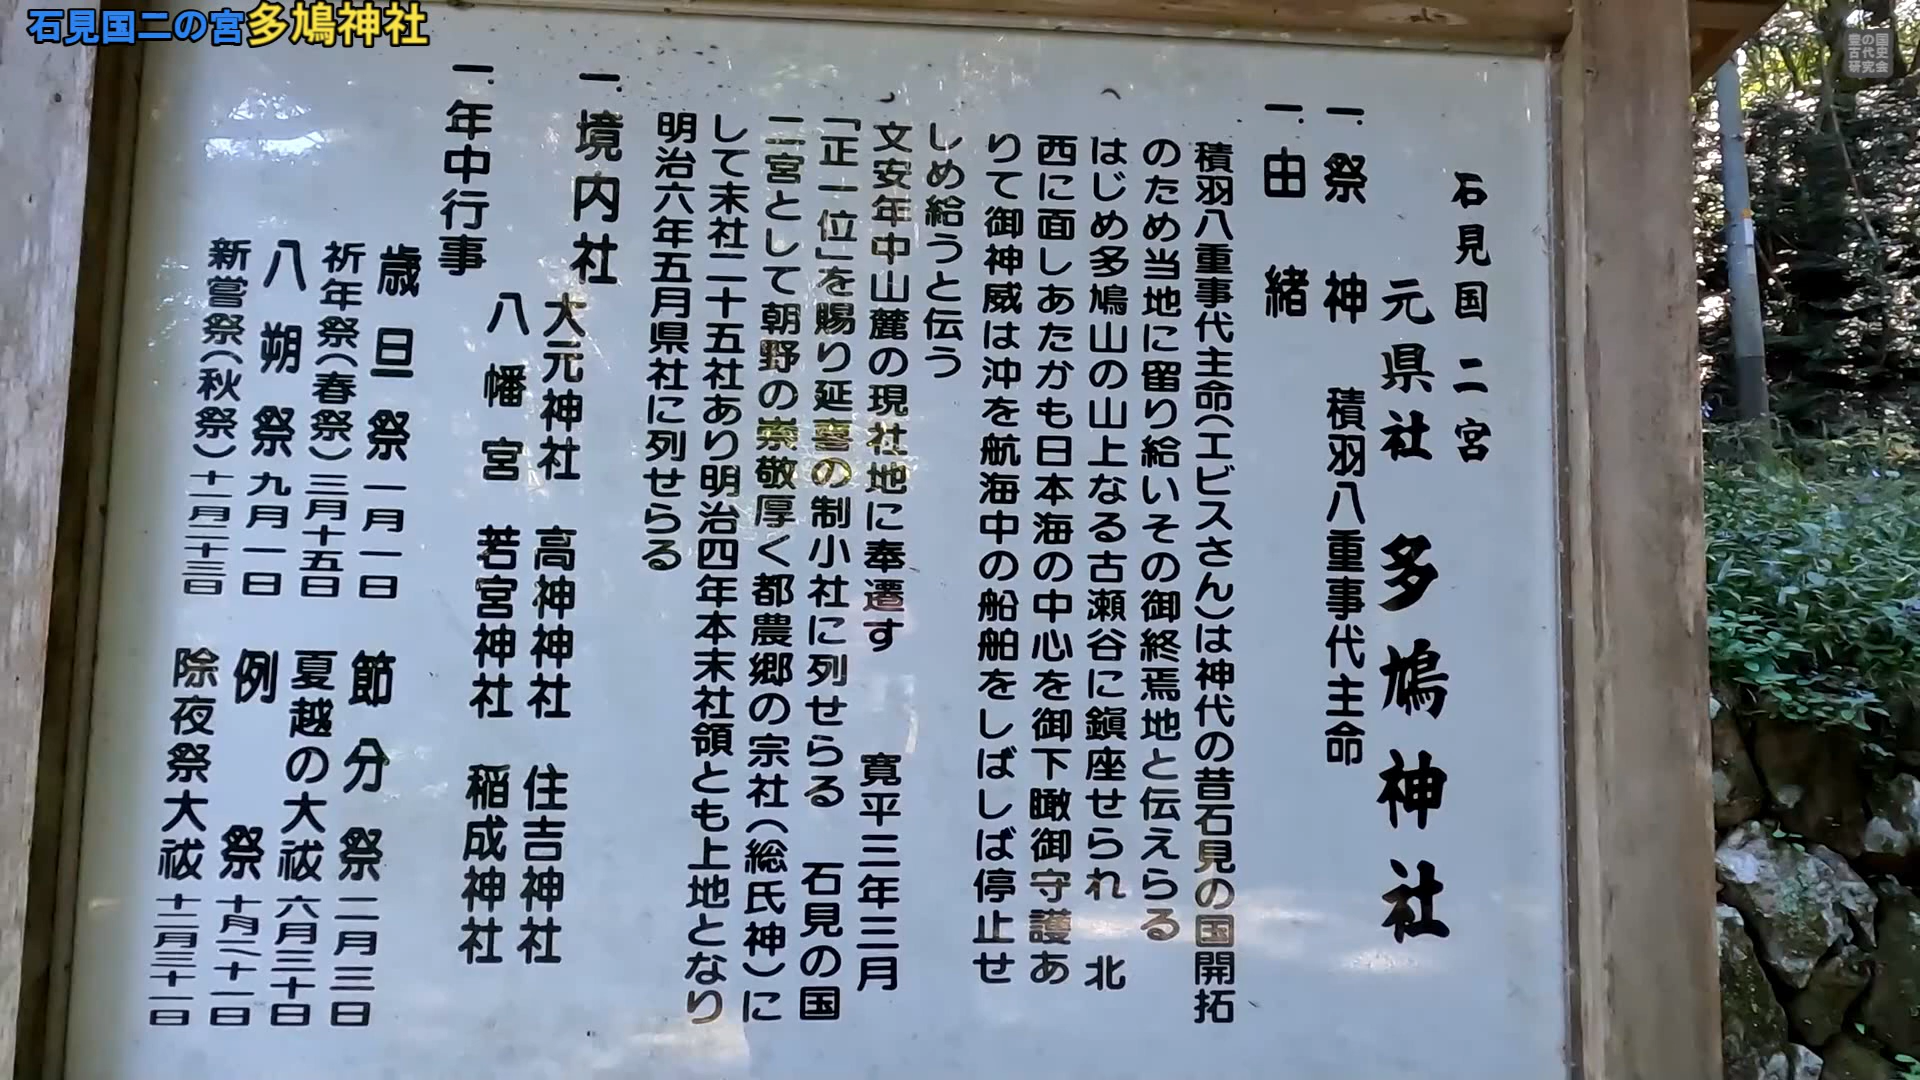 石見国二の宮多鳩神社
豊の国
古代史
研究会
石見国 二宮
元県社 多鳩神社
一.祭神 積羽八重事代主命
一.由緒
積羽八重事代主命(エビスさん)は神代の昔石見の国開拓
のため当地に留り給いその御終焉地と伝えらる
はじめ多鳩山の山上なる古瀬谷に鎭座せられ 北
西に面しあたかも日本海の中心を御下瞰御守護あ
りて御神威は沖を航海中の船舶をしばしば停止せ
しめ給うと伝う
文安年中山麓の現社地に奉遷す 寛平三年三月
「正一位」を賜り延喜の制小社に列せらる 石見の国
二宮として朝野の崇敬厚く都農郷の宗社(総氏神)に
して末社二十五社あり明治四年本末社領とも上地となり
明治六年五月県社に列せらる
一.境内社
大元神社 高神神社 住吉神社
八幡宮 若宮神社 稲成神社
一.年中行事
歳旦祭 一月一日 節分祭 二月三日
祈年祭(春祭) 三月十五日 夏越の大祓 六月三十日
八朔祭 九月一日 例祭
新嘗祭(秋祭) 十一月二十三日 除夜祭大祓 十二月三十一日